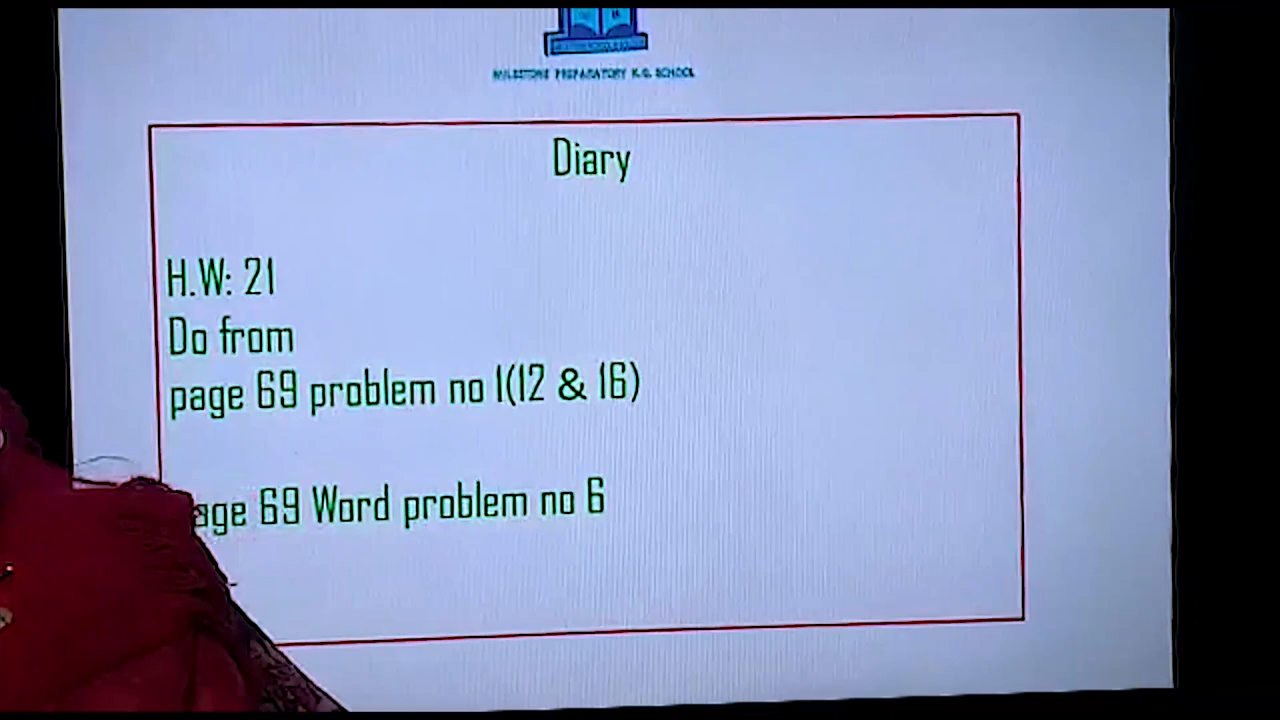 MILESTONE PREPARATORY K.G. SCHOOL
Diary
H.W: 21
Do from
page 69 problem no 1(12 & 16)
age 69 Word problem no 6